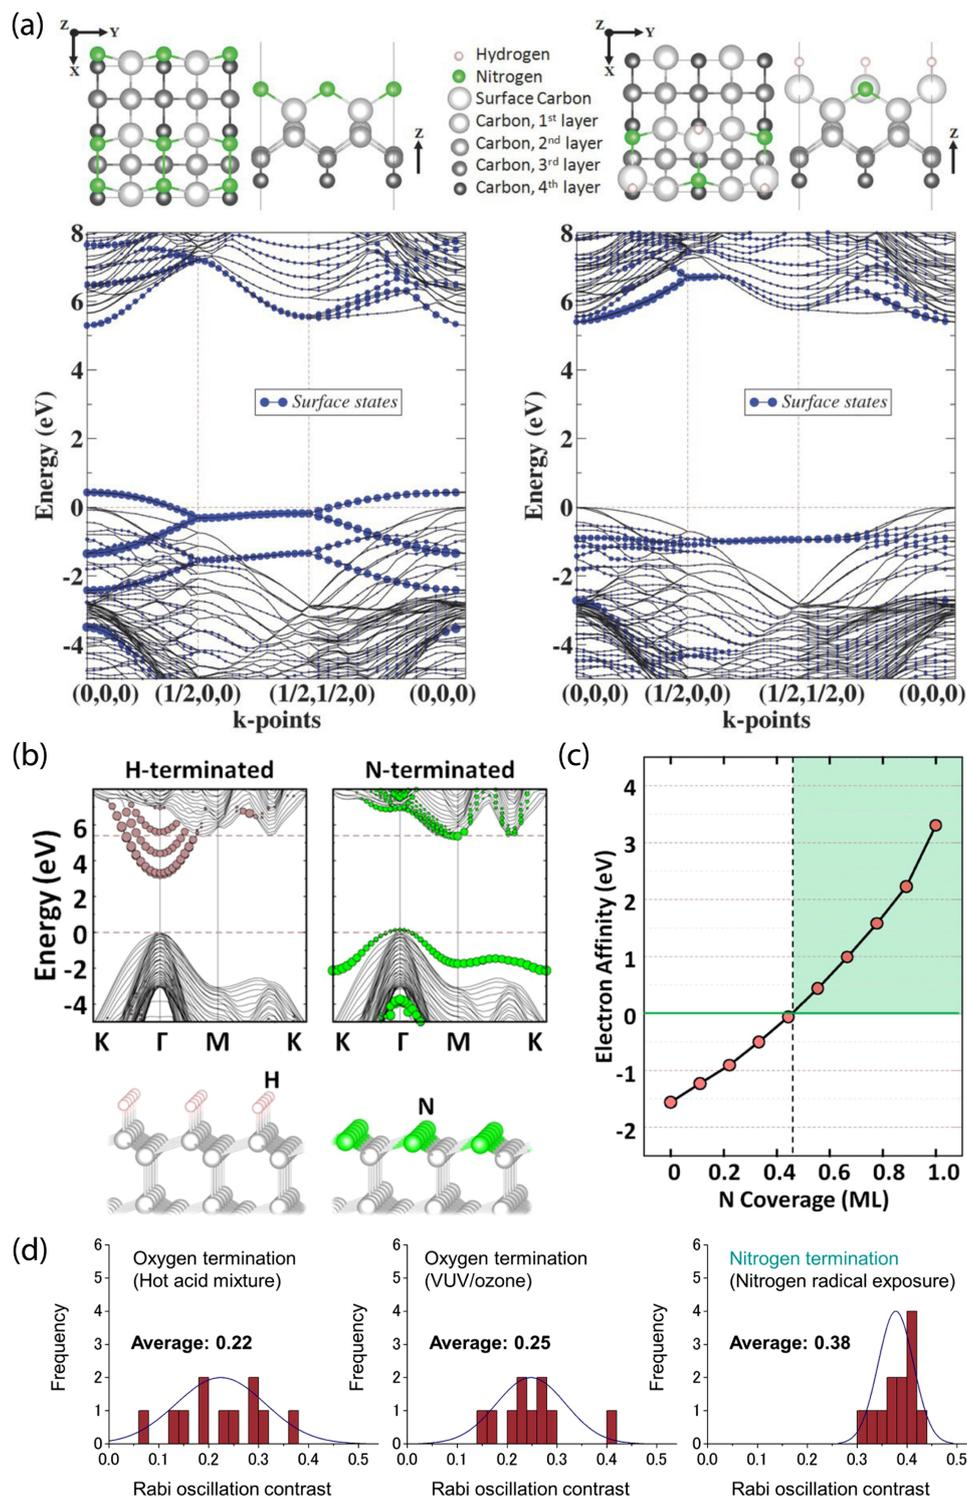 (a)
Z
Y
X
Z
Hydrogen
Nitrogen
Surface Carbon
Carbon, 1st layer
Carbon, 2nd layer
Carbon, 3rd layer
Carbon, 4th layer
Z
Y
X
Z
8
6
4
2
0
-2
-4
Energy (eV)
Surface states
(0,0,0)
(1/2,0,0)
(1/2,1/2,0)
(0,0,0)
k-points
8
6
4
2
0
-2
-4
Energy (eV)
Surface states
(0,0,0)
(1/2,0,0)
(1/2,1/2,0)
(0,0,0)
k-points
(b)
H-terminated
N-terminated
6
4
2
0
-2
-4
Energy (eV)
K Γ M K
K Γ M K
H
N
(c)
4
3
2
1
0
-1
-2
Electron Affinity (eV)
0 0.2 0.4 0.6 0.8 1.0
N Coverage (ML)
(d)
6
5
4
3
2
1
0
Frequency
Oxygen termination
(Hot acid mixture)
Average: 0.22
0.0 0.1 0.2 0.3 0.4 0.5
Rabi oscillation contrast
6
5
4
3
2
1
0
Frequency
Oxygen termination
(VUV/ozone)
Average: 0.25
0.0 0.1 0.2 0.3 0.4 0.5
Rabi oscillation contrast
6
5
4
3
2
1
0
Frequency
Nitrogen termination
(Nitrogen radical exposure)
Average: 0.38
0.0 0.1 0.2 0.3 0.4 0.5
Rabi oscillation contrast